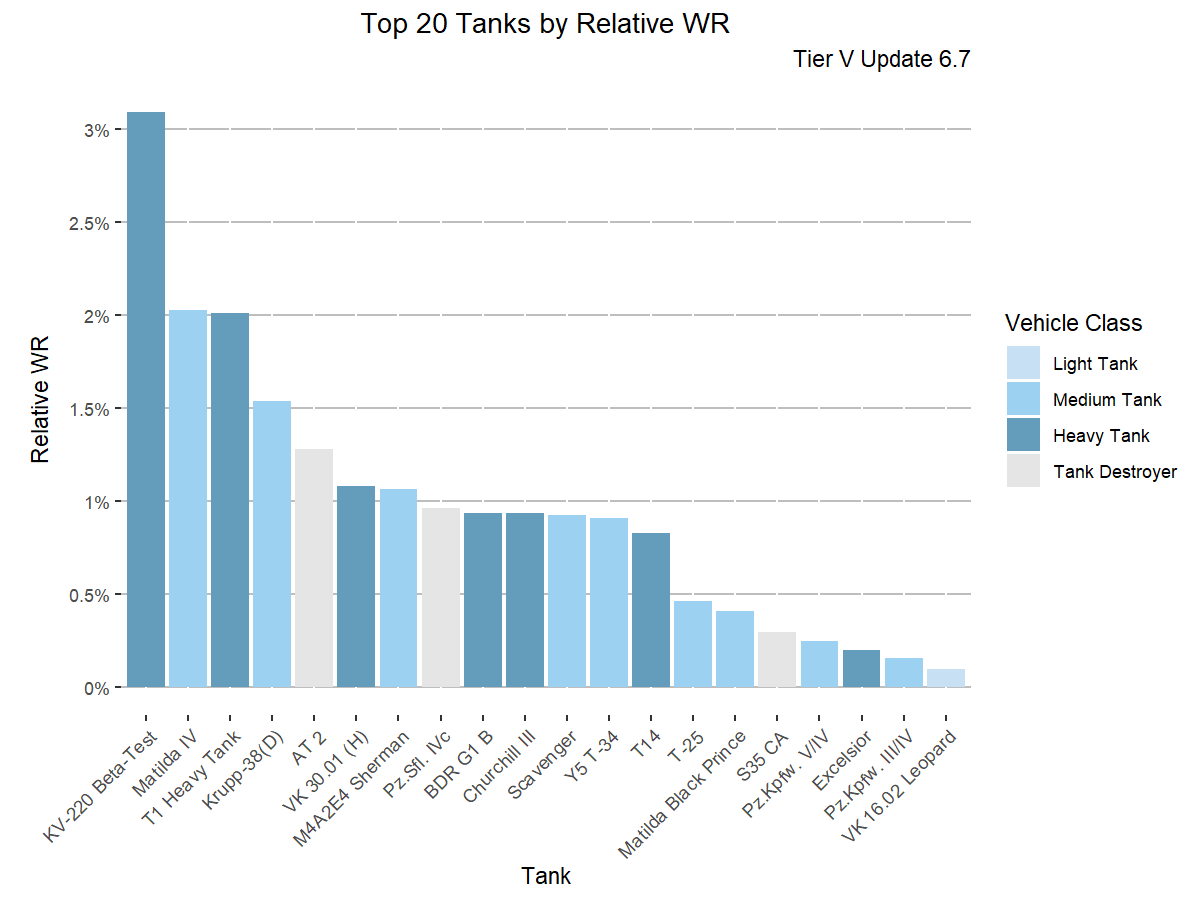 Top 20 Tanks by Relative WR
Tier V Update 6.7
3%
2.5%
2%
1.5%
1%
0.5%
0%
Relative WR
KV-220 Beta-Test
Matilda IV
T1 Heavy Tank
Krupp-38(D)
AT 2
VK 30.01 (H)
M4A2E4 Sherman
Pz.Sfl. IVc
BDR G1 B
Churchill III
Scavenger
Y5 T-34
T14
T-25
Matilda Black Prince
S35 CA
Pz.Kpfw. V/IV
Excelsior
Pz.Kpfw. III/IV
VK 16.02 Leopard
Tank
Vehicle Class
Light Tank
Medium Tank
Heavy Tank
Tank Destroyer